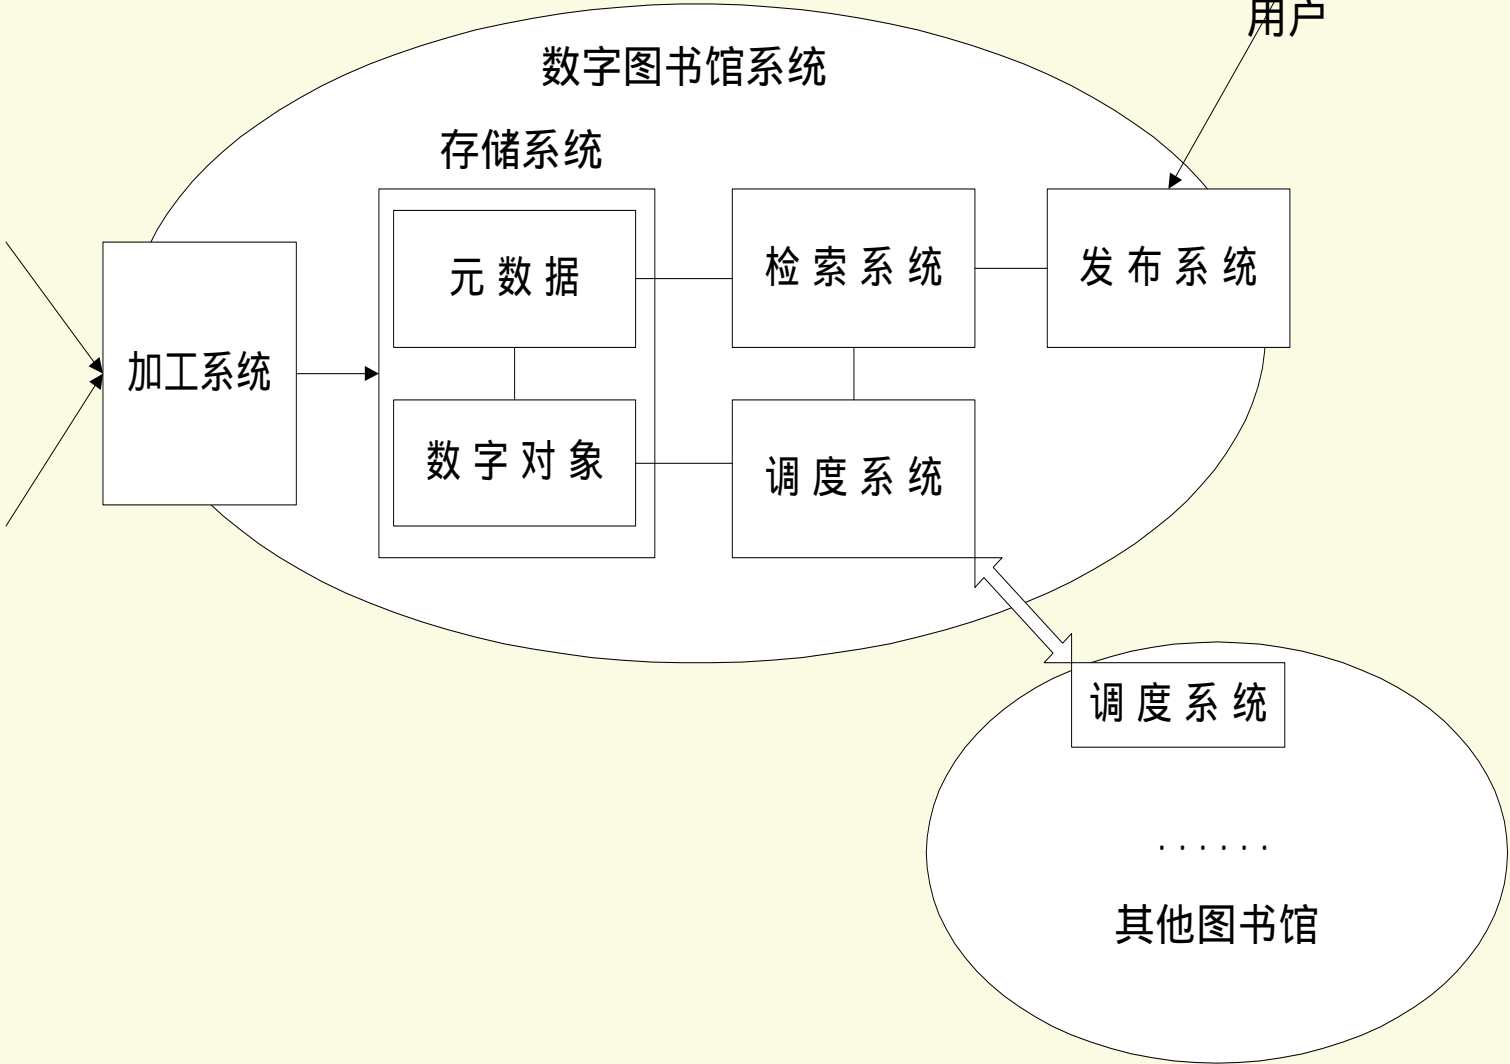 用户
数字图书馆系统
存储系统
元数据
检索系统
发布系统
加工系统
数字对象
调度系统
调度系统
······
其他图书馆